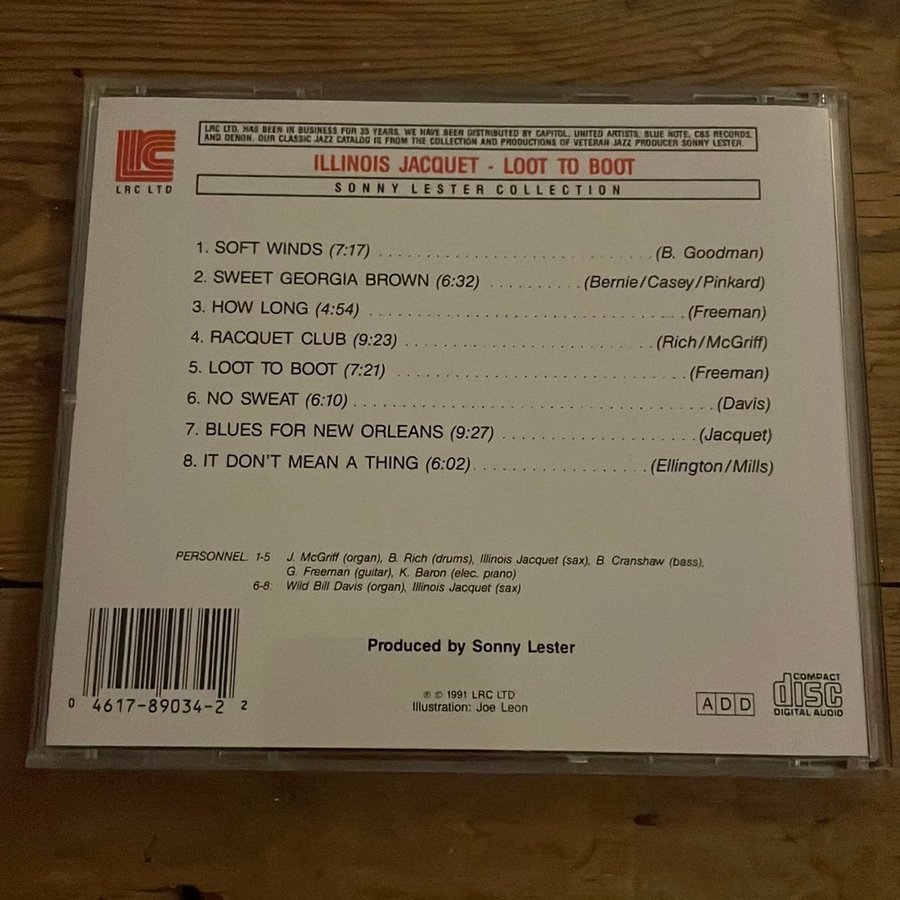 LRC LTD. HAS BEEN IN BUSINESS FOR 35 YEARS. WE HAVE BEEN DISTRIBUTED BY CAPITOL, UNITED ARTISTS, BLUE NOTE, CBS RECORDS,
AND DENON. OUR CLASSIC JAZZ CATALOG IS FROM THE COLLECTION AND PRODUCTIONS OF VETERAN JAZZ PRODUCER SONNY LESTER.
LRC
LRC LTD
ILLINOIS JACQUET - LOOT TO BOOT
SONNY LESTER COLLECTION
1. SOFT WINDS (7:17) (B. Goodman)
2. SWEET GEORGIA BROWN (6:32) (Bernie/Casey/Pinkard)
3. HOW LONG (4:54) (Freeman)
4. RACQUET CLUB (9:23) (Rich/McGriff)
5. LOOT TO BOOT (7:21) (Freeman)
6. NO SWEAT (6:10) (Davis)
7. BLUES FOR NEW ORLEANS (9:27) (Jacquet)
8. IT DON'T MEAN A THING (6:02) (Ellington/Mills)
PERSONNEL. 1-5 J. McGriff (organ), B. Rich (drums), Illinois Jacquet (sax), B. Cranshaw (bass),
G. Freeman (guitar), K. Baron (elec. piano)
6-8: Wild Bill Davis (organ), Illinois Jacquet (sax)
Produced by Sonny Lester
0 4617-89034-2 2
℗ © 1991 LRC LTD
Illustration: Joe Leon
ADD
COMPACT
disc
DIGITAL AUDIO